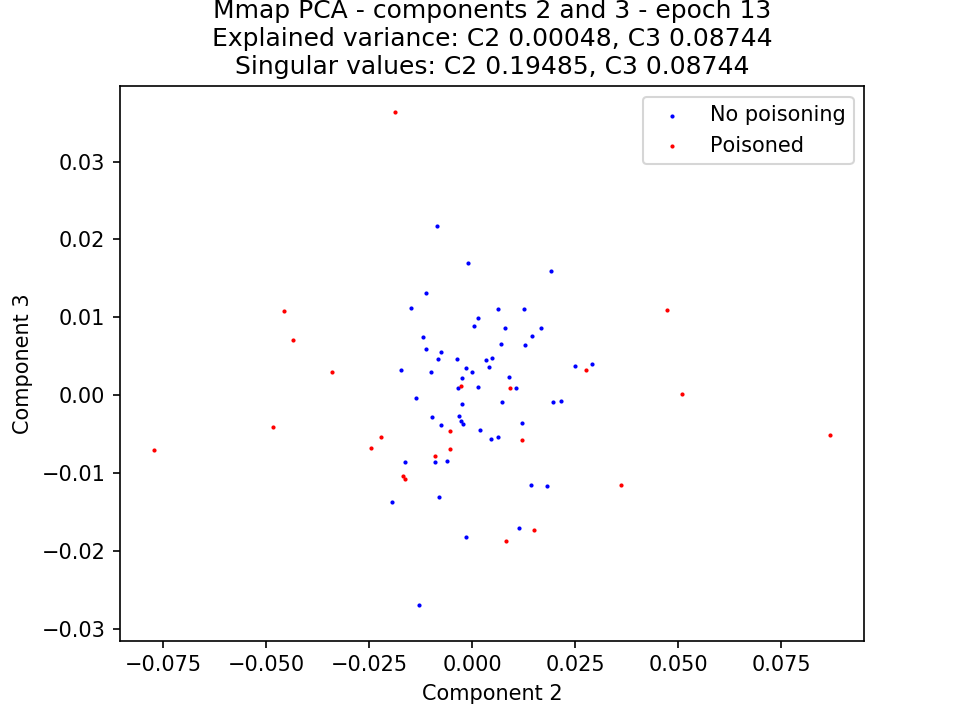 Mmap PCA - components 2 and 3 - epoch 13
Explained variance: C2 0.00048, C3 0.08744
Singular values: C2 0.19485, C3 0.08744
No poisoning
Poisoned
Component 3
0.03
0.02
0.01
0.00
−0.01
−0.02
−0.03
−0.075 −0.050 −0.025 0.000 0.025 0.050 0.075
Component 2